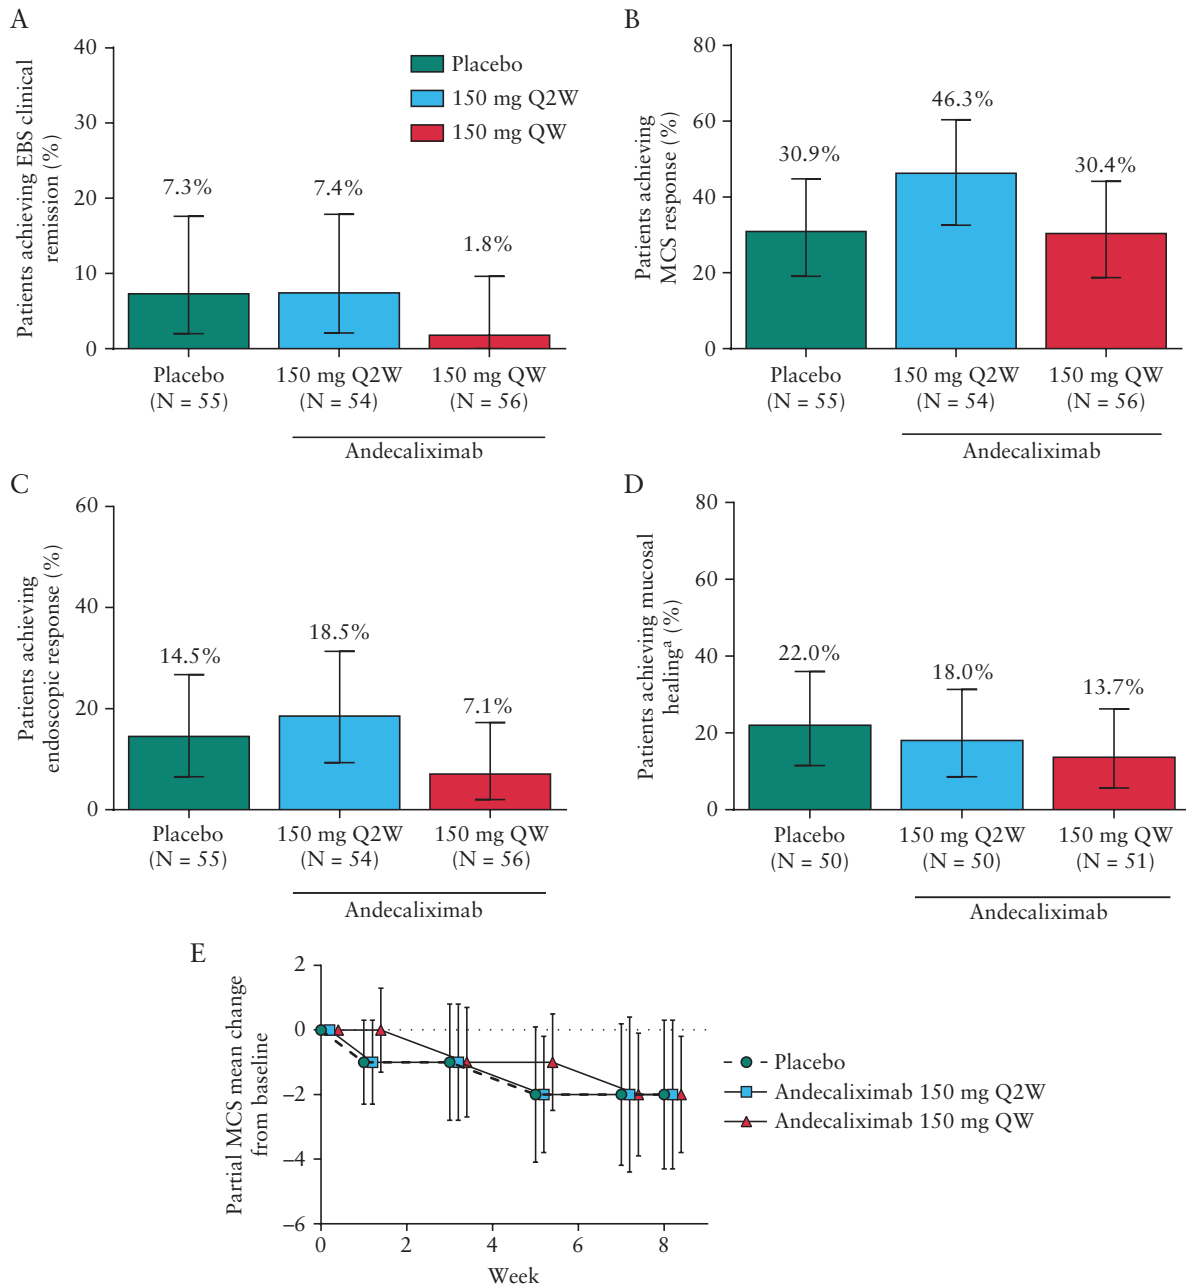 A
Patients achieving EBS clinical
remission (%)
40
30
20
10
0
Placebo
150 mg Q2W
150 mg QW
7.3%
7.4%
1.8%
Placebo
(N = 55)
150 mg Q2W
(N = 54)
150 mg QW
(N = 56)
Andecaliximab
B
Patients achieving
MCS response (%)
80
60
40
20
0
30.9%
46.3%
30.4%
Placebo
(N = 55)
150 mg Q2W
(N = 54)
150 mg QW
(N = 56)
Andecaliximab
C
Patients achieving
endoscopic response (%)
60
40
20
0
14.5%
18.5%
7.1%
Placebo
(N = 55)
150 mg Q2W
(N = 54)
150 mg QW
(N = 56)
Andecaliximab
D
Patients achieving mucosal
healingᵃ (%)
80
60
40
20
0
22.0%
18.0%
13.7%
Placebo
(N = 50)
150 mg Q2W
(N = 50)
150 mg QW
(N = 51)
Andecaliximab
E
Partial MCS mean change
from baseline
2
0
−2
−4
−6
0
2
4
6
8
Week
Placebo
Andecaliximab 150 mg Q2W
Andecaliximab 150 mg QW